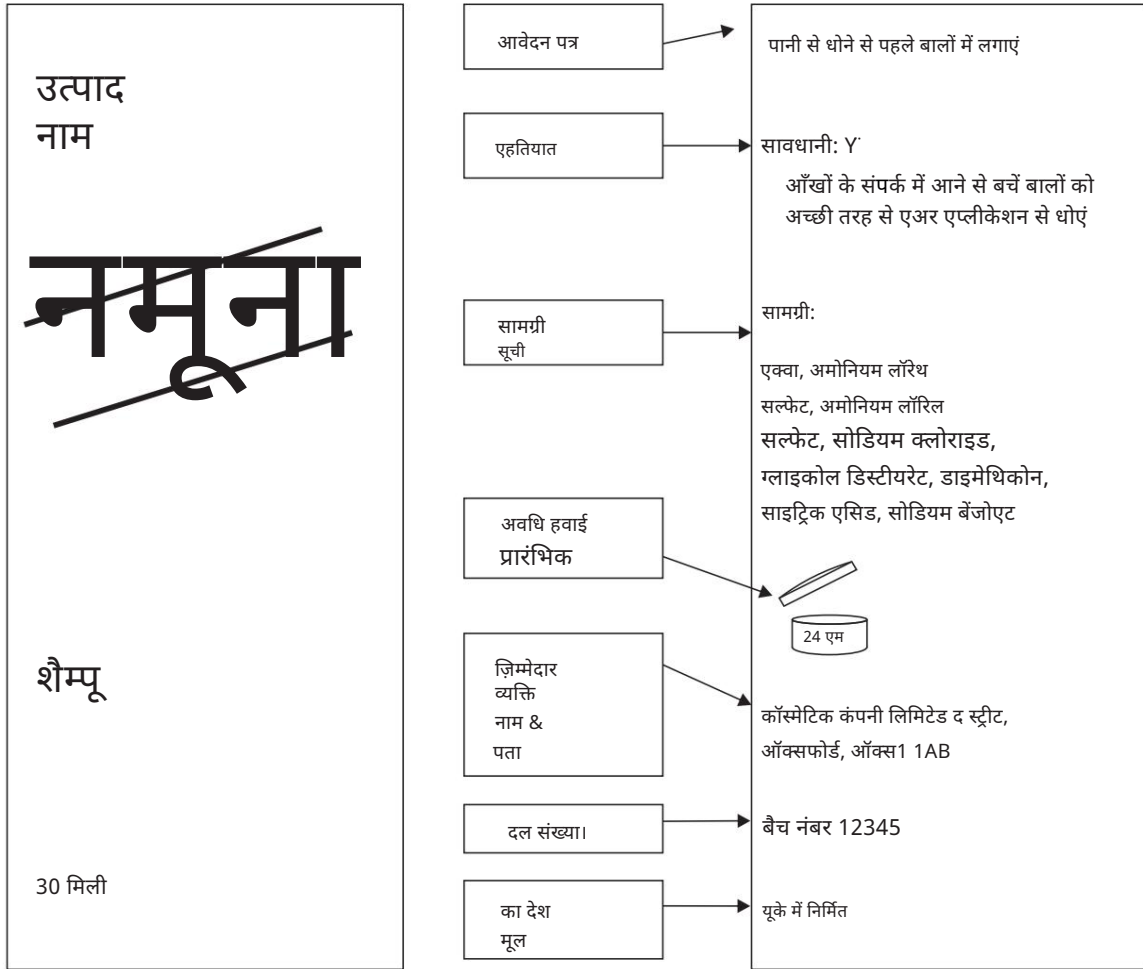 उत्पाद
नाम
नमूना
शैम्पू
30 मिली
आवेदन पत्र
पानी से धोने से पहले बालों में लगाएं
एहतियात
सावधानी: Y˙
आँखों के संपर्क में आने से बचें बालों को
अच्छी तरह से एअर एप्लीकेशन से धोएं
सामग्री
सूची
सामग्री:
एक्वा, अमोनियम लॉरेथ
सल्फेट, अमोनियम लॉरिल
सल्फेट, सोडियम क्लोराइड,
ग्लाइकोल डिस्टीयरेट, डाइमेथिकोन,
साइट्रिक एसिड, सोडियम बेंजोएट
अवधि हवाई
प्रारंभिक
24 एम
ज़िम्मेदार
व्यक्ति
नाम &
पता
कॉस्मेटिक कंपनी लिमिटेड द स्ट्रीट,
ऑक्सफोर्ड, ऑक्स1 1AB
दल संख्या।
बैच नंबर 12345
का देश
मूल
यूके में निर्मित